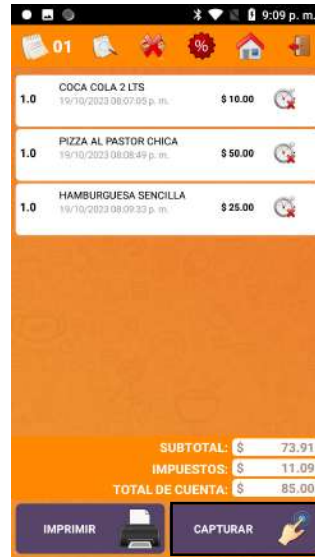 9:09 p. m.
01 %
COCA COLA 2 LTS
1.0 19/10/2023 08:07:05 p. m. $ 10.00
PIZZA AL PASTOR CHICA
1.0 19/10/2023 08:08:49 p. m. $ 50.00
HAMBURGUESA SENCILLA
1.0 19/10/2023 08:09:33 p. m. $ 25.00
SUBTOTAL: $ 73.91
IMPUESTOS: $ 11.09
TOTAL DE CUENTA: $ 85.00
IMPRIMIR CAPTURAR